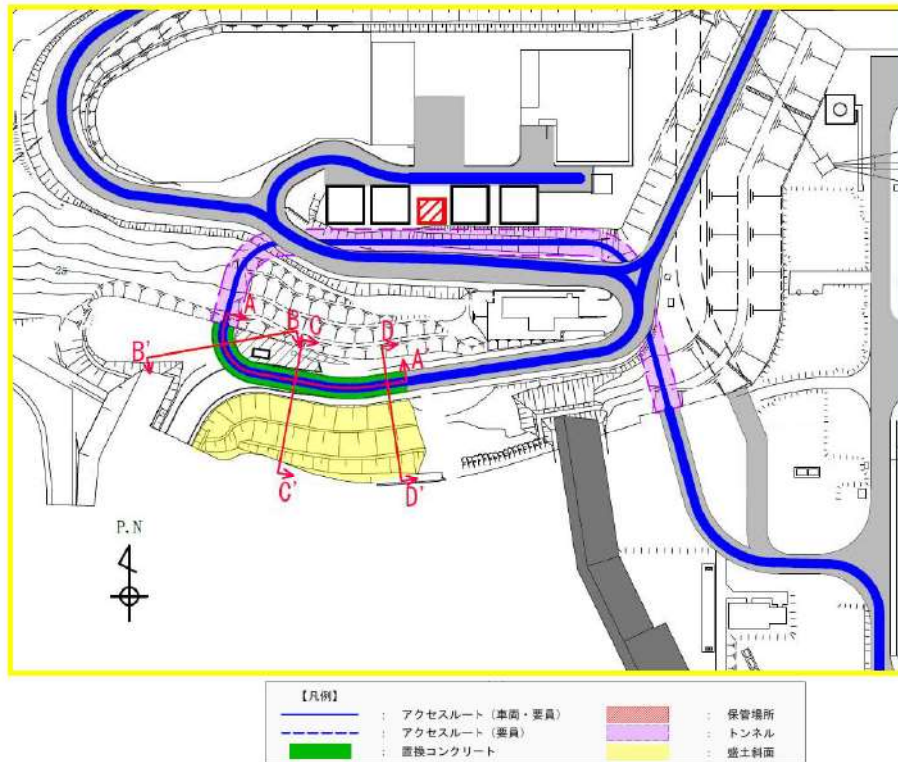 25
A
B C
D
B'
A'
C'
D'
P.N
【凡例】
: アクセスルート（車両・要員） : 保管場所
: アクセスルート（要員） : トンネル
: 置換コンクリート : 盛土斜面